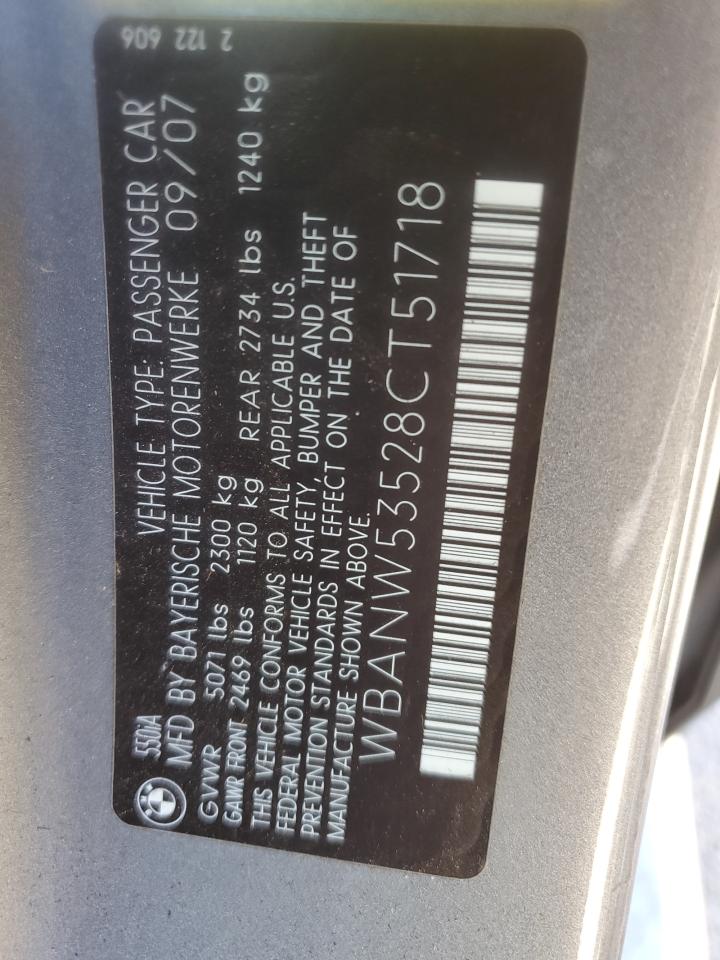 550iA
VEHICLE TYPE: PASSENGER CAR
MFD BY BAYERISCHE MOTORENWERKE 09/07
GVWR 5071 lbs 2300 kg
GAWR FRONT 2469 lbs 1120 kg REAR 2734 lbs 1240 kg
THIS VEHICLE CONFORMS TO ALL APPLICABLE U.S.
FEDERAL MOTOR VEHICLE SAFETY, BUMPER AND THEFT
PREVENTION STANDARDS IN EFFECT ON THE DATE OF
MANUFACTURE SHOWN ABOVE.
WBANW53528CT51718
2 122 606